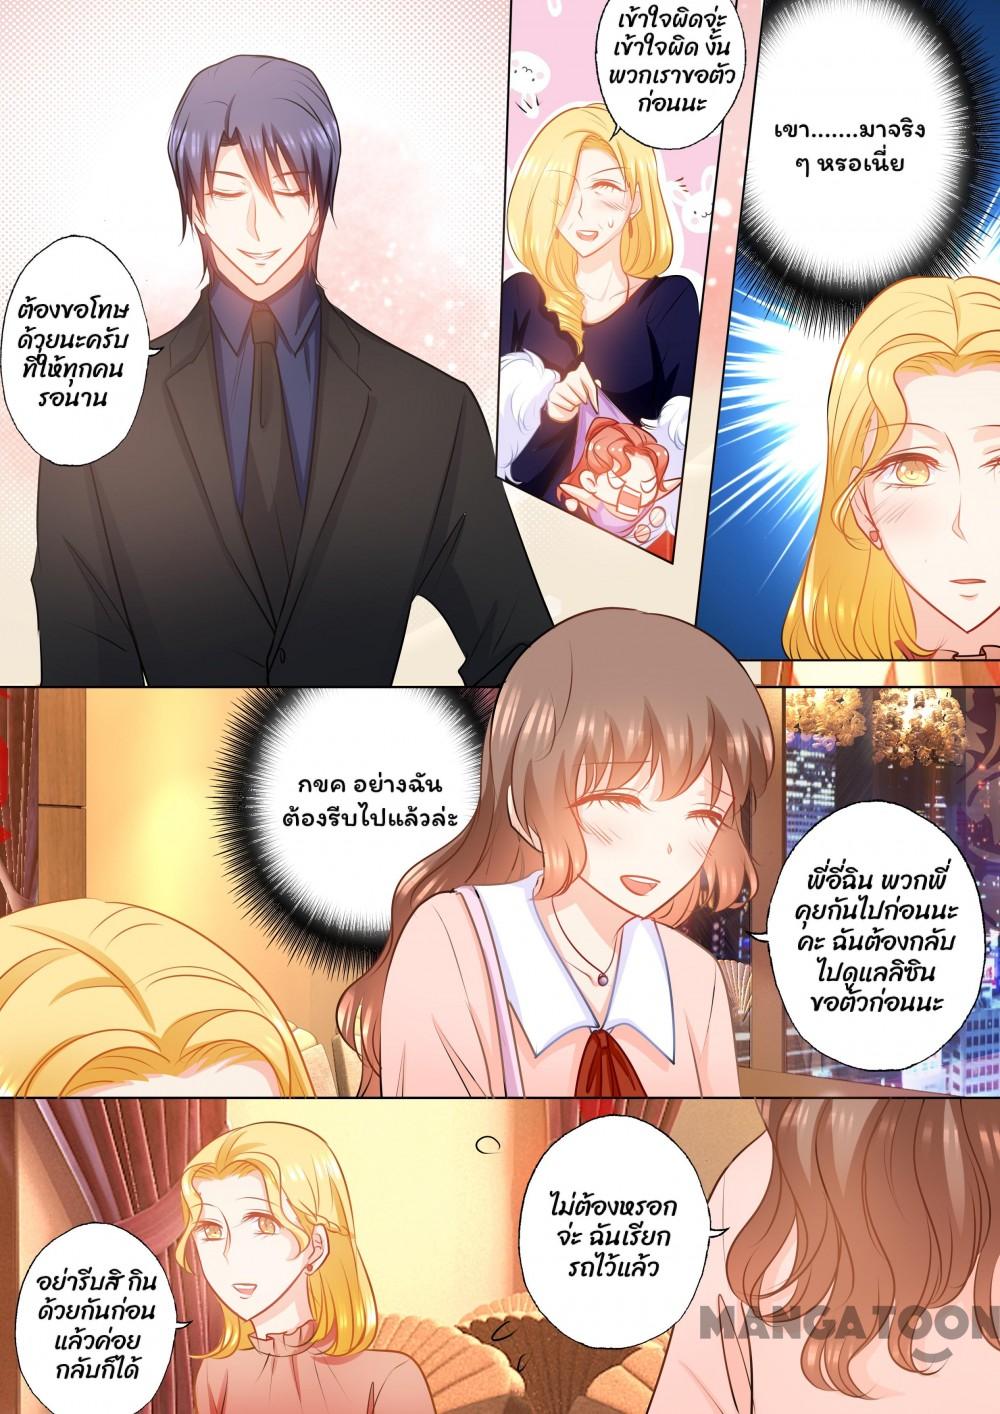 ต้องขอโทษ
ด้วยนะครับ
ที่ให้ทุกคน
รอนาน
เข้าใจผิดจ่ะ
เข้าใจผิด งั้น
พวกเราขอตัว
ก่อนนะ
เขา.......มาจริง
ๆ หรอเนี่ย
กขค อย่างฉัน
ต้องรีบไปแล้วล่ะ
พี่อี่ฉิน พวกพี่
คุยกันไปก่อนนะ
คะ ฉันต้องกลับ
ไปดูแลลิซิน
ขอตัวก่อนนะ
อย่ารีบสิ กิน
ด้วยกันก่อน
แล้วค่อย
กลับก็ได้
ไม่ต้องหรอก
จ่ะ ฉันเรียก
รถไว้แล้ว
MANGATOON